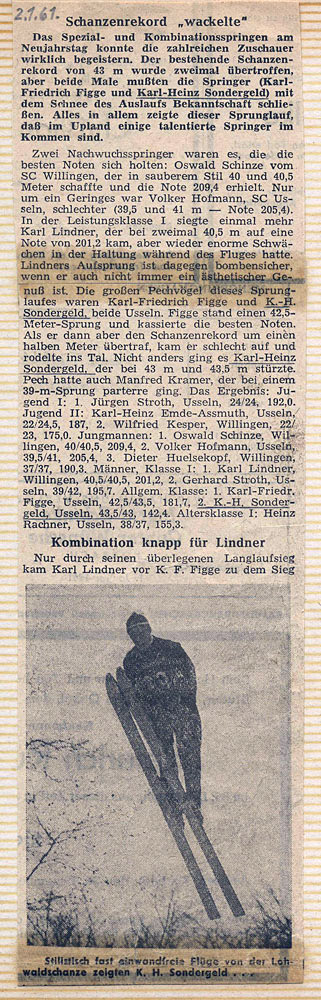 2.1.61.
Schanzenrekord „wackelte"
Das Spezial- und Kombinationsspringen am
Neujahrstag konnte die zahlreichen Zuschauer
wirklich begeistern. Der bestehende Schanzen-
rekord von 43 m wurde zweimal übertroffen,
aber beide Male mußten die Springer (Karl-
Friedrich Figge und Karl-Heinz Sondergeld) mit
dem Schnee des Auslaufs Bekanntschaft schlie-
ßen. Alles in allem zeigte dieser Sprunglauf,
daß im Upland einige talentierte Springer im
Kommen sind.
Zwei Nachwuchsspringer waren es, die die
besten Noten sich holten: Oswald Schinze vom
SC Willingen, der in sauberem Stil 40 und 40,5
Meter schaffte und die Note 209,4 erhielt. Nur
um ein Geringes war Volker Hofmann, SC Us-
seln, schlechter (39,5 und 41 m — Note 205,4).
In der Leistungsklasse I siegte einmal mehr
Karl Lindner, der bei zweimal 40,5 m auf eine
Note von 201,2 kam, aber wieder enorme Schwä-
chen in der Haltung während des Fluges hatte.
Lindners Aufsprung ist dagegen bombensicher,
wenn er auch nicht immer ein ästhetischer Ge-
nuß ist. Die großen Pechvögel dieses Sprung-
laufes waren Karl-Friedrich Figge und K.-H.
Sondergeld, beide Usseln. Figge stand einen 42,5-
Meter-Sprung und kassierte die besten Noten.
Als er dann aber den Schanzenrekord um einen
halben Meter übertraf, kam er schlecht auf und
rodelte ins Tal. Nicht anders ging es Karl-Heinz
Sondergeld, der bei 43 m und 43,5 m stürzte.
Pech hatte auch Manfred Kramer, der bei einem
39-m-Sprung parterre ging. Das Ergebnis: Ju-
gend I: 1. Jürgen Stroth, Usseln, 24/24, 192,0.
Jugend II: Karl-Heinz Emde-Assmuth, Usseln,
22/24,5, 187, 2. Wilfried Kesper, Willingen, 22/
23, 175,0. Jungmannen: 1. Oswald Schinze, Wil-
lingen, 40/40,5, 209,4, 2. Volker Hofmann, Usseln,
39,5/41, 205,4, 3. Dieter Huelsekopf, Willingen,
37/37, 190,3. Männer, Klasse I: 1. Karl Lindner,
Willingen, 40,5/40,5, 201,2, 2. Gerhard Stroth, Us-
seln, 39/42, 195,7. Allgem. Klasse: 1. Karl-Friedr.
Figge, Usseln, 42,5/43,5, 181,7, 2. K.-H. Sonder-
geld, Usseln, 43,5/43, 142,4. Altersklasse I: Heinz
Rachner, Usseln, 38/37, 155,3.
Kombination knapp für Lindner
Nur durch seinen überlegenen Langlaufsieg
kam Karl Lindner vor K. F. Figge zu dem Sieg
Stilistisch fast einwandfreie Flüge von der Loh-
waldschanze zeigten K. H. Sondergeld . . .